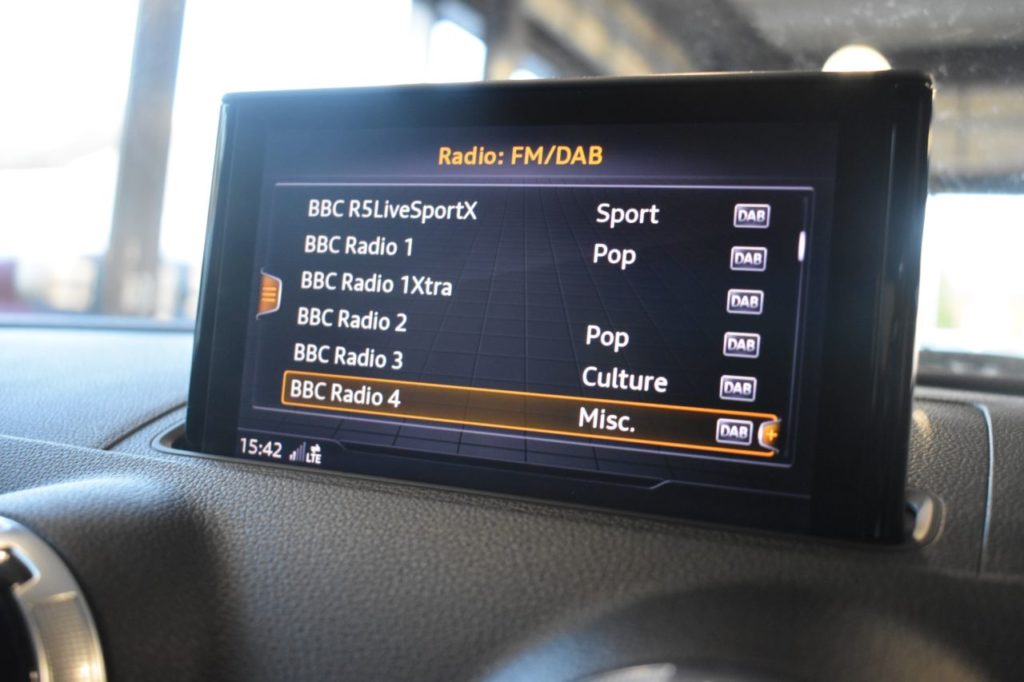 Radio: FM/DAB
BBC R5LiveSportX Sport DAB
BBC Radio 1 Pop DAB
BBC Radio 1Xtra DAB
BBC Radio 2 Pop DAB
BBC Radio 3 Culture DAB
BBC Radio 4 Misc. DAB
15:42 LTE